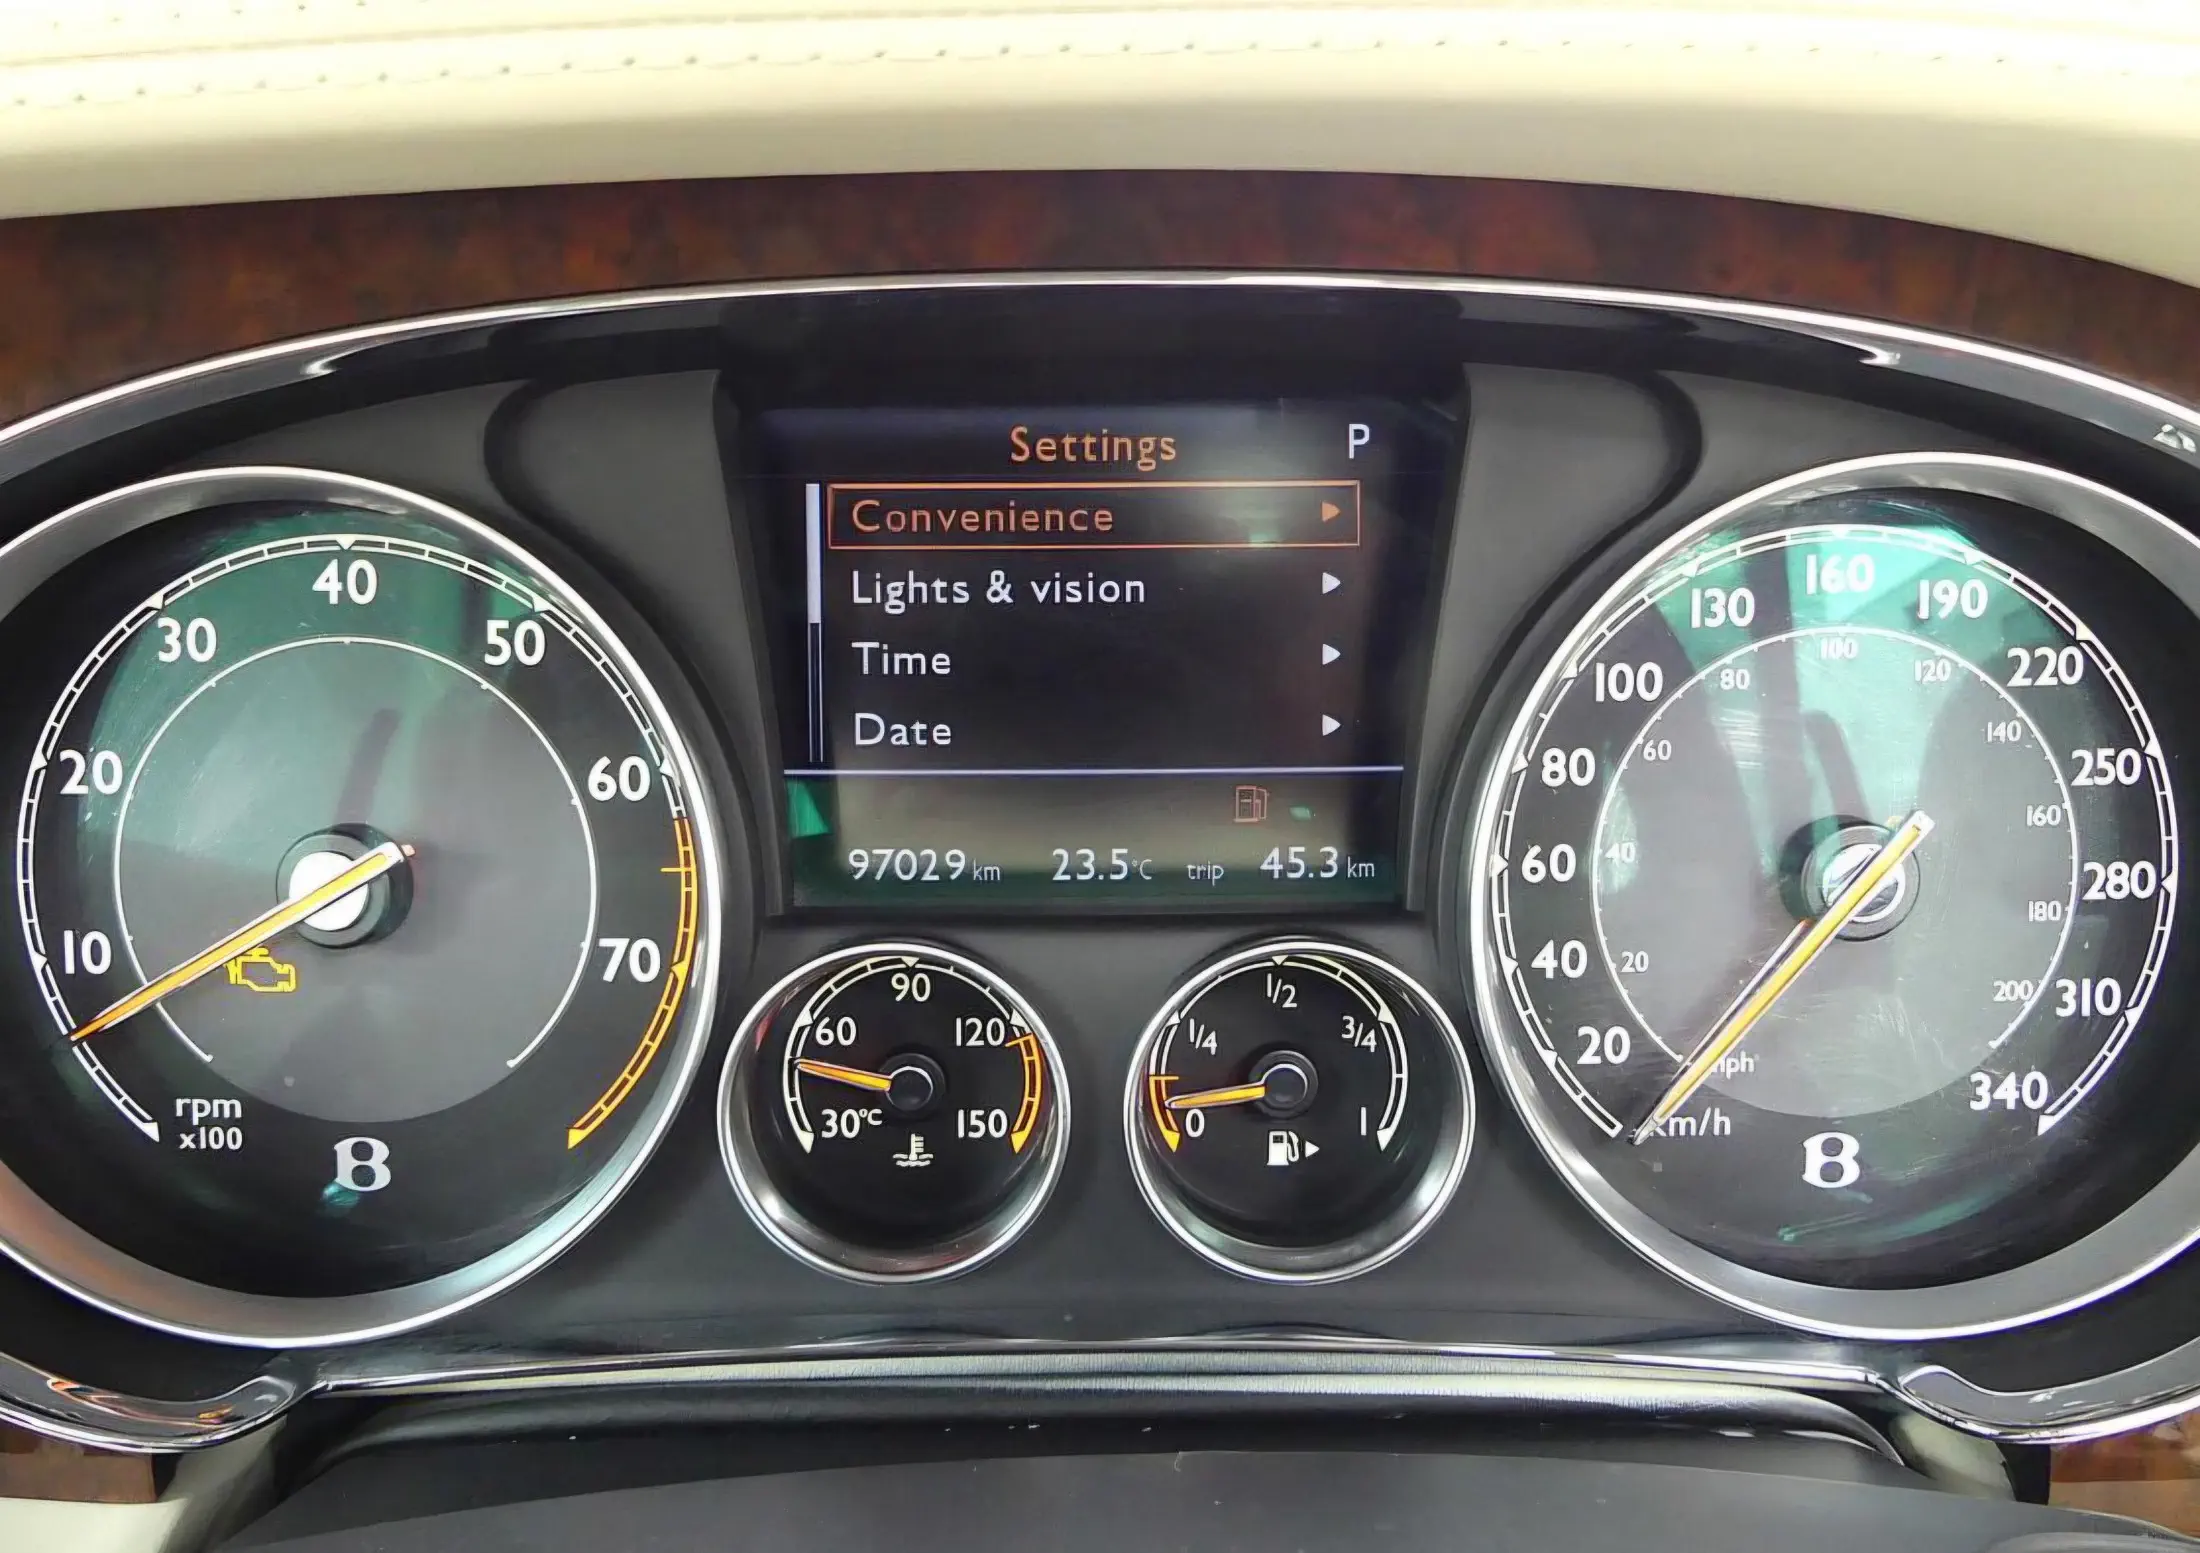 Settings P
Convenience
Lights & vision
Time
Date
97029 km 23.5°C trip 45.3 km
10 20 30 40 50 60 70
rpm
x100
B
30°C 60 90 120 150
0 1/4 1/2 3/4 1
20 40 60 80 100 130 160 190 220 250 280 310 340
20 40 60 80 100 120 140 160 180 200
mph
km/h
B